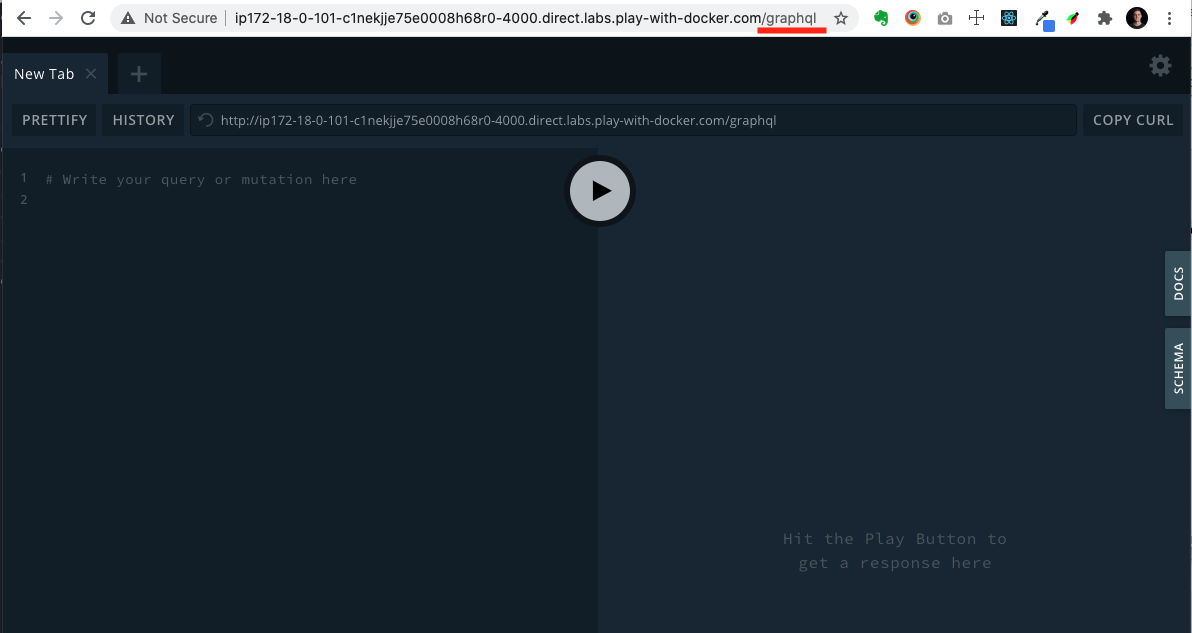 Not Secure ip172-18-0-101-c1nekjje75e0008h68r0-4000.direct.labs.play-with-docker.com/graphql
New Tab
PRETTIFY HISTORY http://ip172-18-0-101-c1nekjje75e0008h68r0-4000.direct.labs.play-with-docker.com/graphql COPY CURL
1 # Write your query or mutation here
2
DOCS
SCHEMA
Hit the Play Button to
get a response here